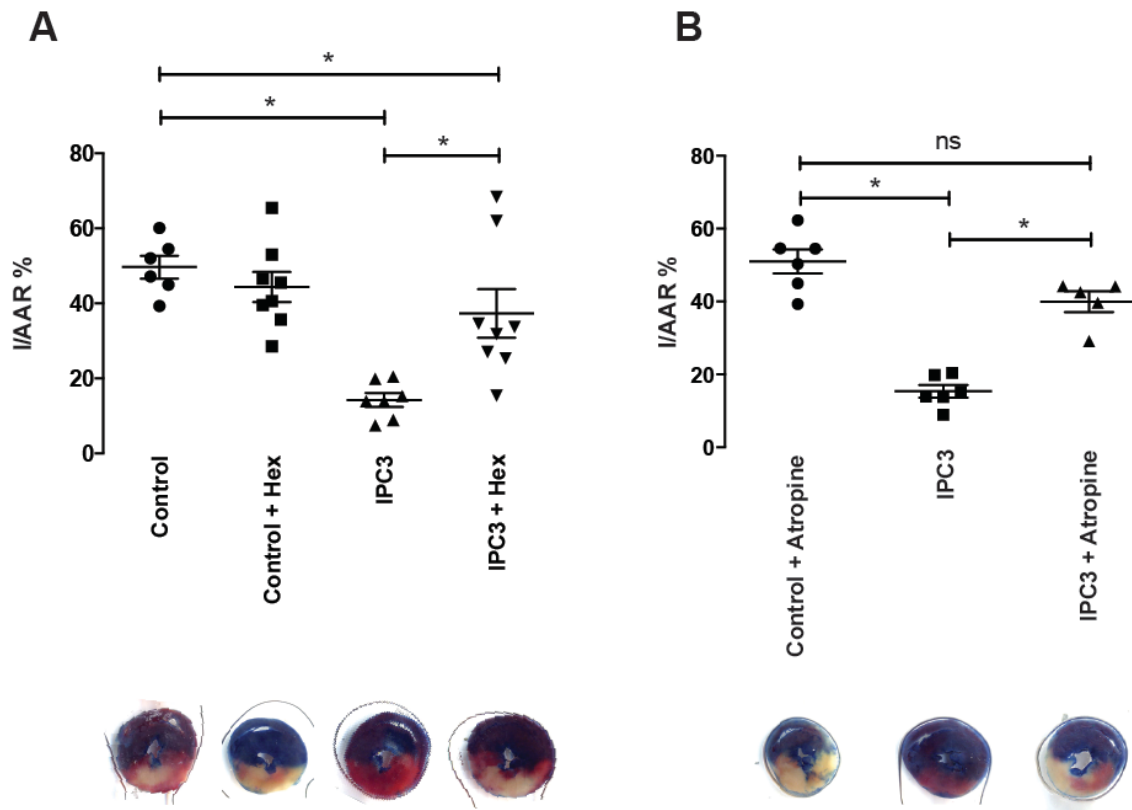 A
B
*
*
*
80
60
40
20
0
I/AAR %
Control
Control + Hex
IPC3
IPC3 + Hex
ns
*
*
80
60
40
20
0
I/AAR %
Control + Atropine
IPC3
IPC3 + Atropine